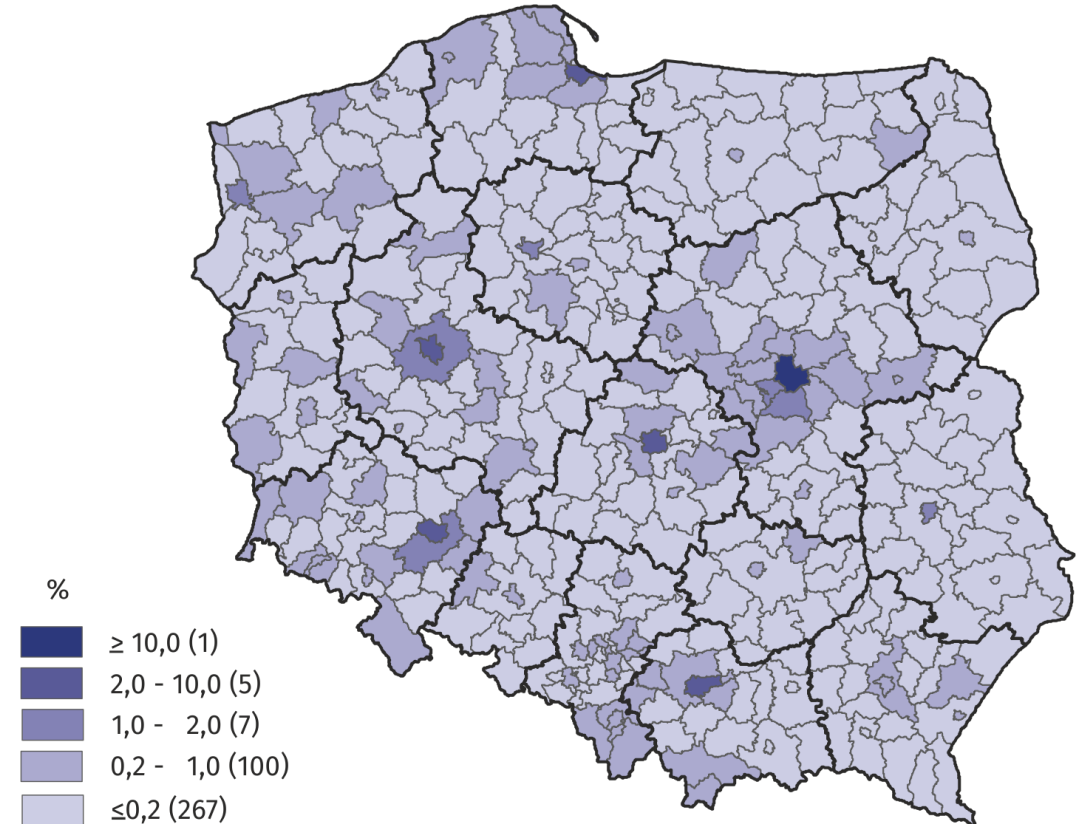 %
≥ 10,0 (1)
2,0 - 10,0 (5)
1,0 - 2,0 (7)
0,2 - 1,0 (100)
≤0,2 (267)